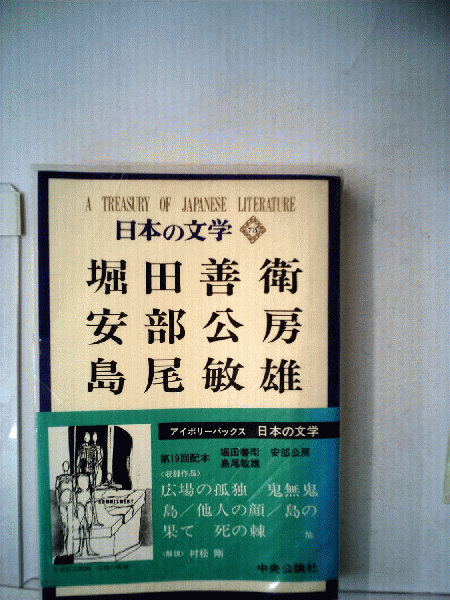 A TREASURY OF JAPANESE LITERATURE
日本の文学 73
堀田善衛
安部公房
島尾敏雄
アイボリーバックス 日本の文学
第19回配本 堀田善衛 安部公房
島尾敏雄
〈収録作品〉
広場の孤独/鬼無鬼
島/他人の顔/島の
果て 死の棘 他
〈解説〉村松 剛
中央公論社
COMMITMENT